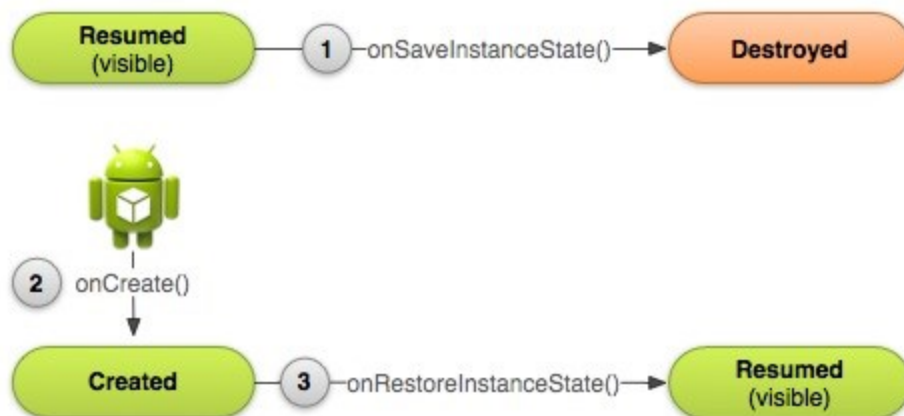 Resumed
(visible)
1
onSaveInstanceState()
Destroyed
2
onCreate()
Created
3
onRestoreInstanceState()
Resumed
(visible)